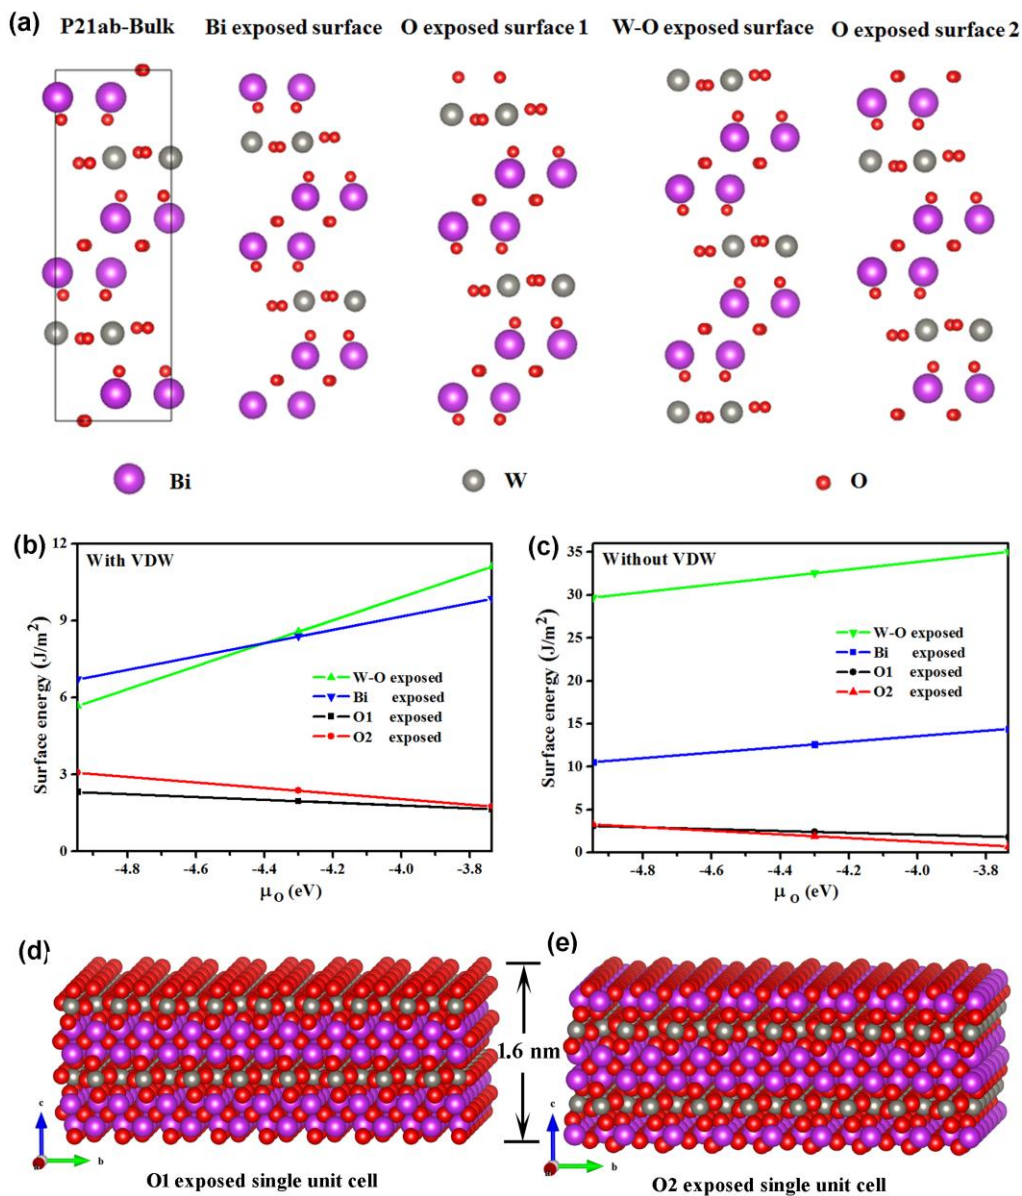 (a)
P21ab-Bulk
Bi exposed surface
O exposed surface 1
W-O exposed surface
O exposed surface 2
Bi
W
O
(b)
With VDW
Surface energy (J/m²)
12
9
6
3
0
W-O exposed
Bi exposed
O1 exposed
O2 exposed
-4.8
-4.6
-4.4
-4.2
-4.0
-3.8
μO (eV)
(c)
Without VDW
Surface energy (J/m²)
35
30
25
20
15
10
5
0
W-O exposed
Bi exposed
O1 exposed
O2 exposed
-4.8
-4.6
-4.4
-4.2
-4.0
-3.8
μO (eV)
(d)
c
b
O1 exposed single unit cell
1.6 nm
(e)
c
b
O2 exposed single unit cell